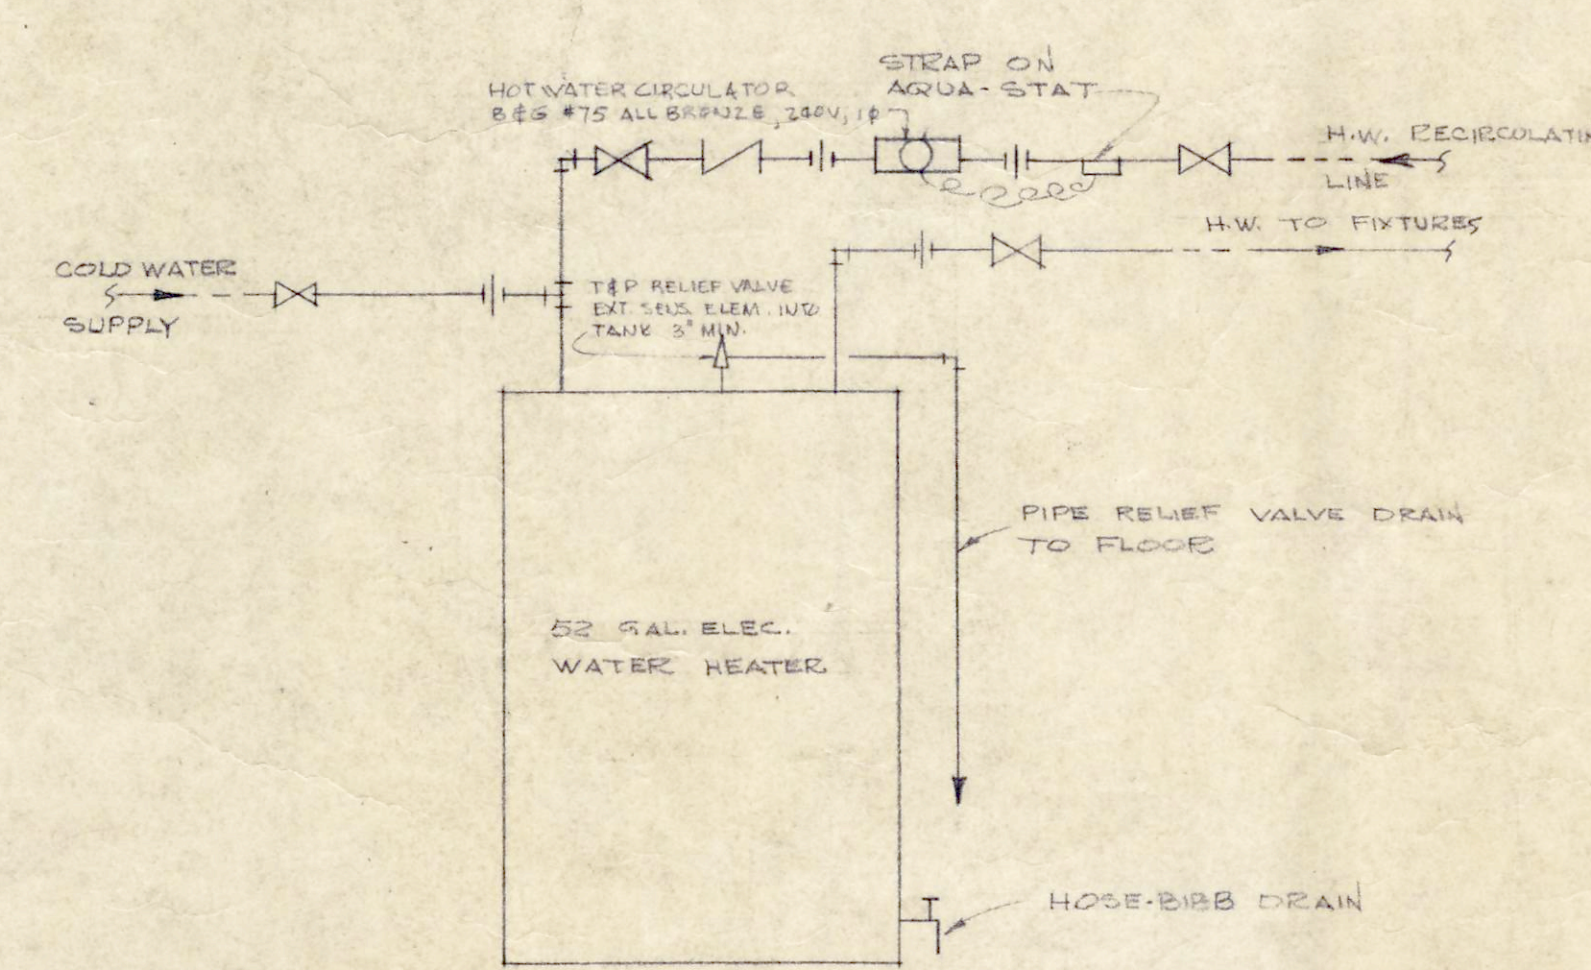 STRAP ON
AQUA-STAT
HOT WATER CIRCULATOR
B&G #75 ALL BRONZE, 240V, 1φ
H.W. RECIRCULATIN
LINE
H.W. TO FIXTURES
COLD WATER
SUPPLY
T&P RELIEF VALVE
EXT. SENS. ELEM. INTO
TANK 3" MIN.
PIPE RELIEF VALVE DRAIN
TO FLOOR
52 GAL. ELEC.
WATER HEATER
HOSE-BIBB DRAIN